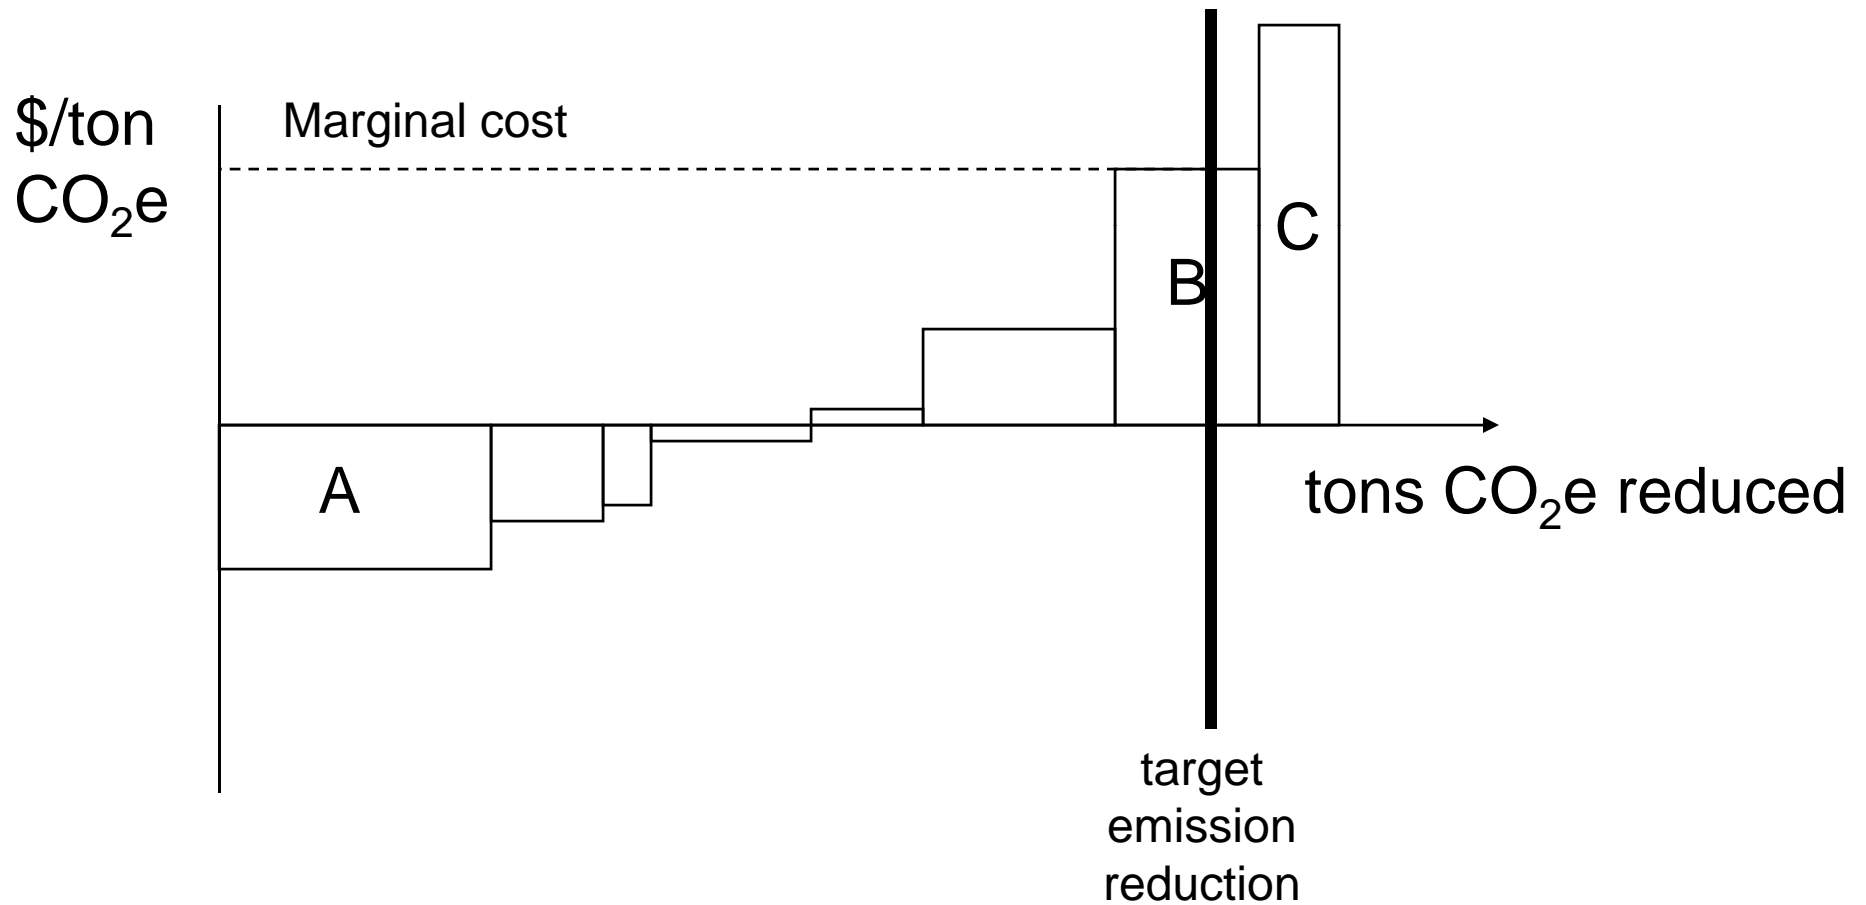 $/ton
CO₂e
Marginal cost
A
B
C
tons CO₂e reduced
target
emission
reduction